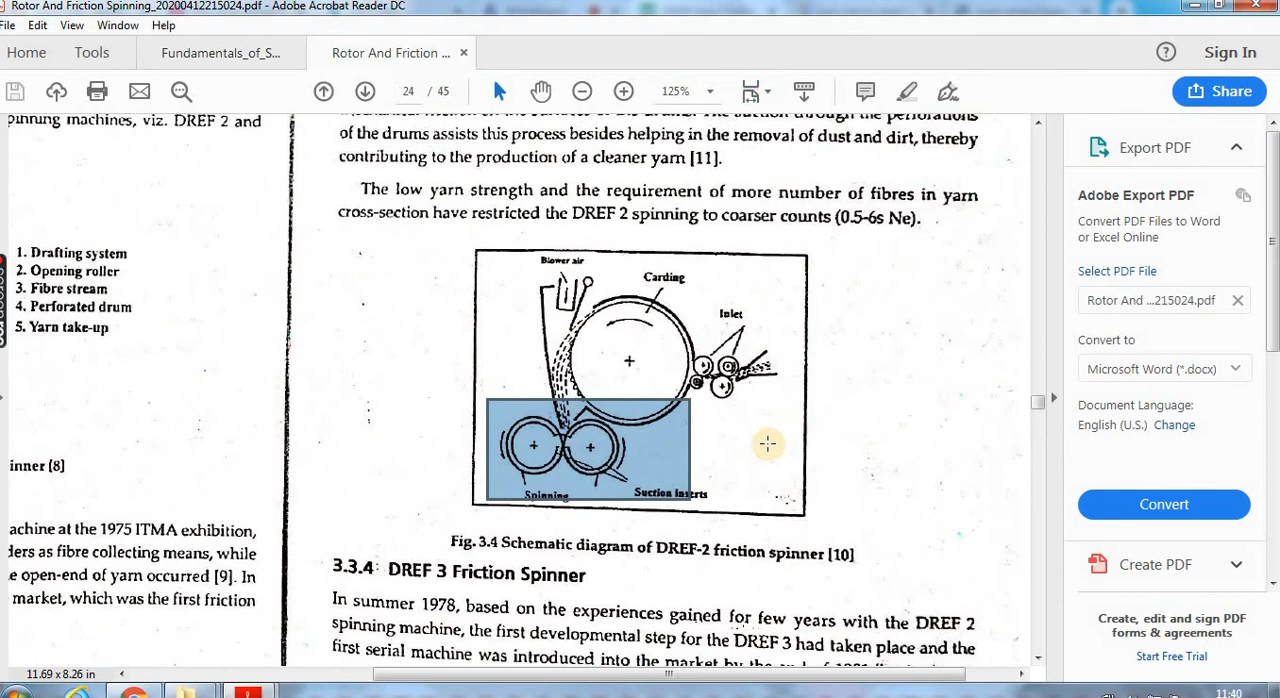 Rotor And Friction Spinning_20200412215024.pdf - Adobe Acrobat Reader DC
File Edit View Window Help
Home Tools Fundamentals_of_S... Rotor And Friction ... × Sign In
24 / 45 125% Share
pinning machines, viz. DREF 2 and
1. Drafting system
2. Opening roller
3. Fibre stream
4. Perforated drum
5. Yarn take-up
inner [8]
achine at the 1975 ITMA exhibition,
ders as fibre collecting means, while
e open-end of yarn occurred [9]. In
market, which was the first friction
through the perforations
of the drums assists this process besides helping in the removal of dust and dirt, thereby
contributing to the production of a cleaner yarn [11].
The low yarn strength and the requirement of more number of fibres in yarn
cross-section have restricted the DREF 2 spinning to coarser counts (0.5-6s Ne).
Blower air
Carding
Inlet
Spinning
Suction inserts
Fig. 3.4 Schematic diagram of DREF-2 friction spinner [10]
3.3.4: DREF 3 Friction Spinner
In summer 1978, based on the experiences gained for few years with the DREF 2
spinning machine, the first developmental step for the DREF 3 had taken place and the
first serial machine was introduced into the market by the end of 1981
Export PDF
Adobe Export PDF
Convert PDF Files to Word
or Excel Online
Select PDF File
Rotor And ...215024.pdf ×
Convert to
Microsoft Word (*.docx)
Document Language:
English (U.S.) Change
Convert
Create PDF
Create, edit and sign PDF
forms & agreements
Start Free Trial
11.69 x 8.26 in
11:40